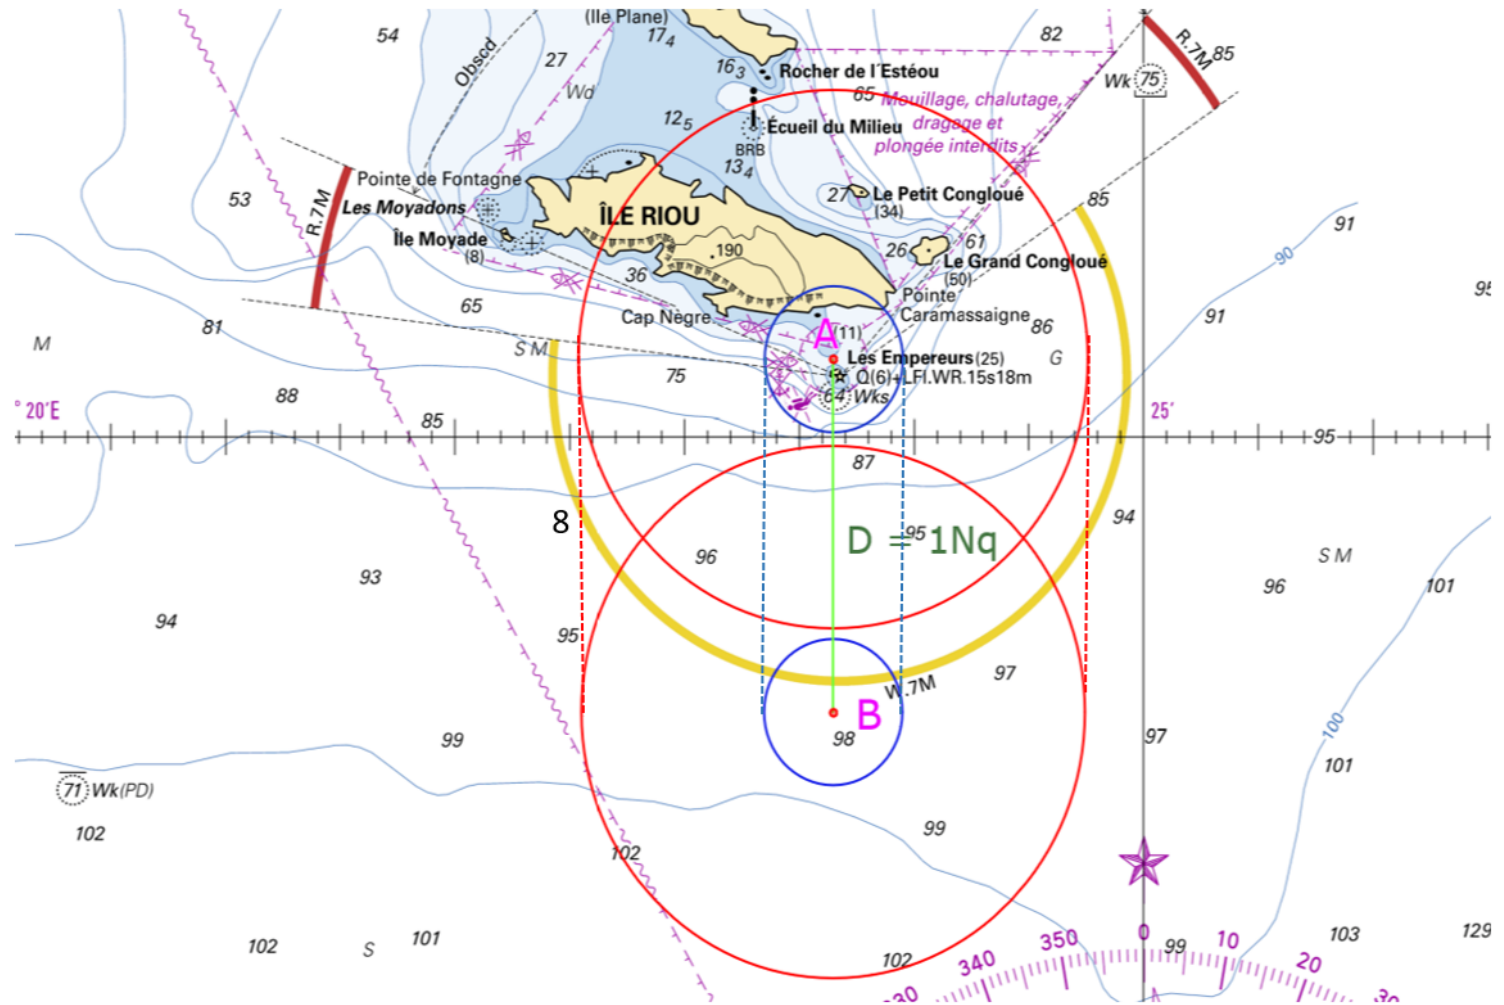 (Ile Plane)
54
17₄
82
R.7M
85
Obscd
27
16₃
Rocher de l'Estéou
Wk
75
Wd
65
Mouillage, chalutage,
dragage et
plongée interdits
12₅
Écueil du Milieu
BRB
13₄
Pointe de Fontagne
53
R.7M
Les Moyadons
ÎLE RIOU
27
Le Petit Congloué
(34)
85
91
Île Moyade
(8)
190
26
61
90
Le Grand Congloué
(50)
36
65
Cap Nègre
Pointe
Caramassaigne
86
91
95
81
M
S M
A
(11)
Les Empereurs (25)
G
75
Q(6)+LFl.WR.15s18m
88
64
Wks
° 20'E
85
25'
95
87
8
D = 1Nq
95
94
96
S M
93
96
101
94
95
97
W.7M
B
98
99
97
100
101
71
Wk(PD)
102
99
102
102
S
101
102
350
0
99
10
103
129
340
20
330
30